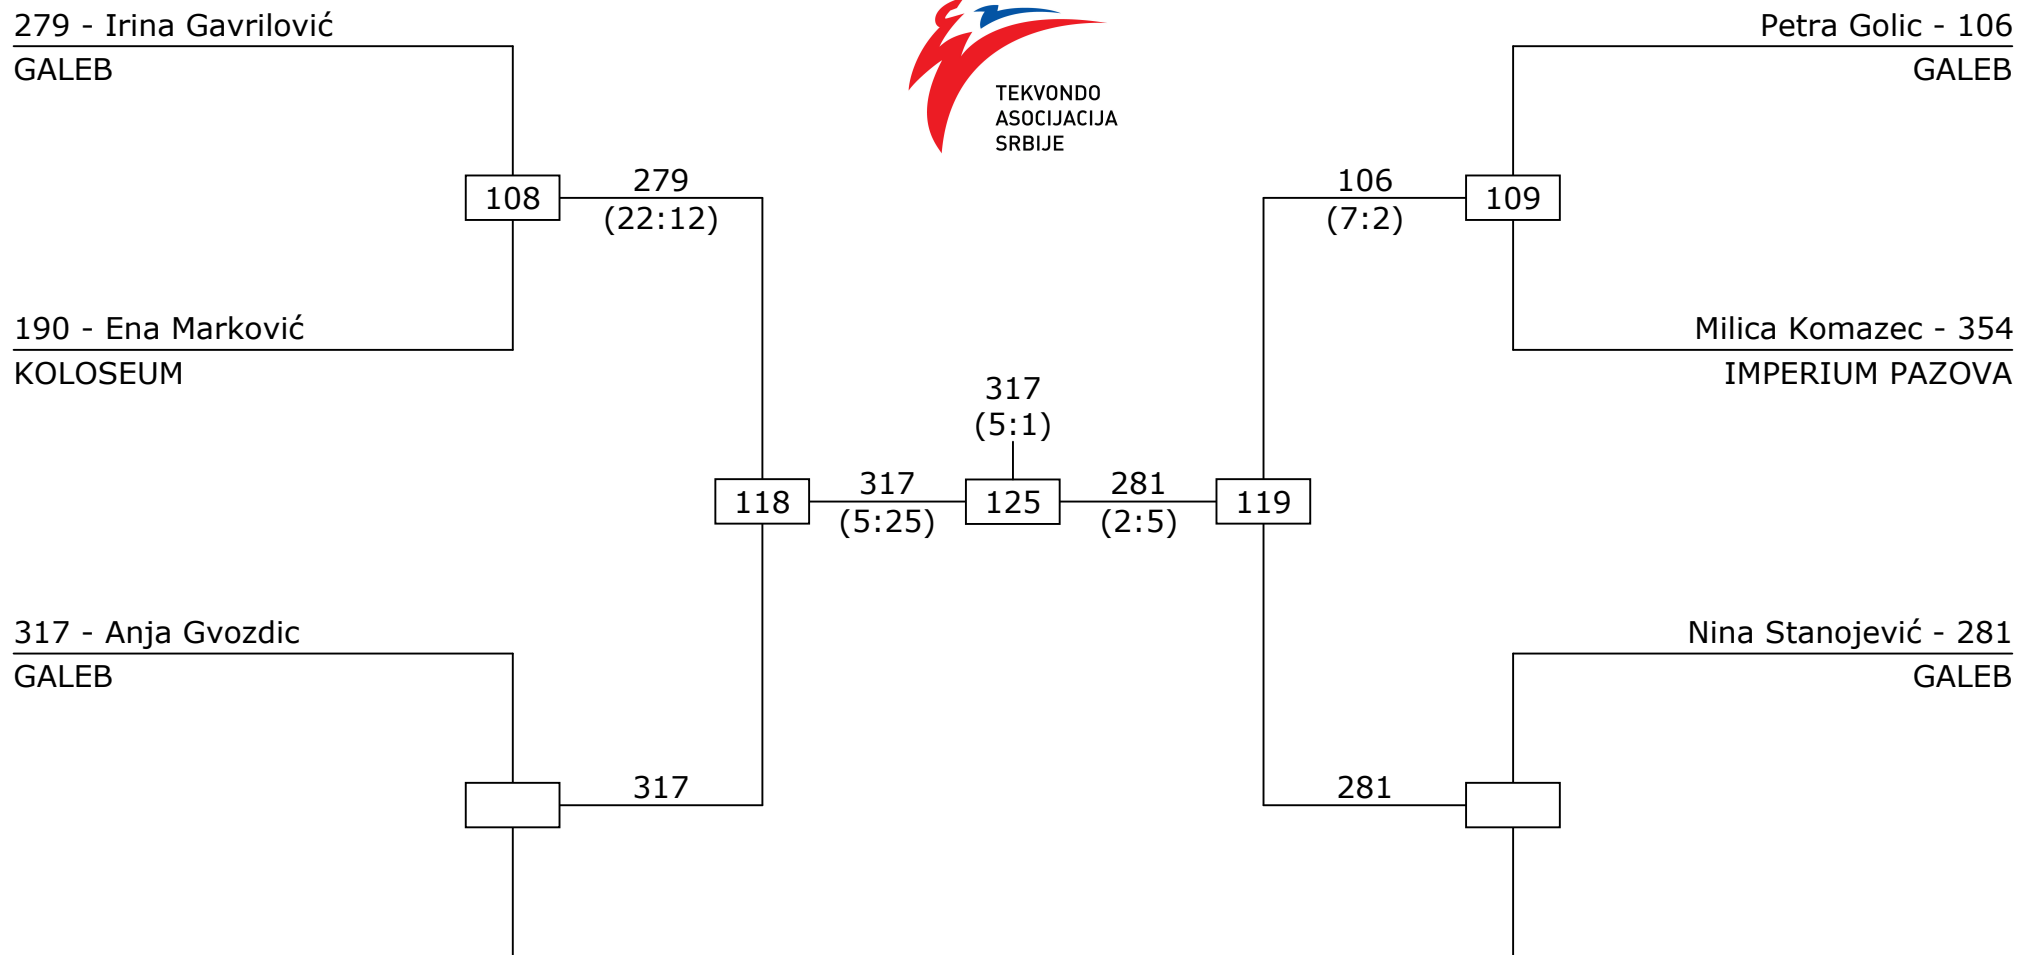 279 - Irina Gavrilović
GALEB
TEKVONDO
ASOCIJACIJA
SRBIJE
Petra Golic - 106
GALEB
108
279
(22:12)
106
(7:2)
109
190 - Ena Marković
KOLOSEUM
Milica Komazec - 354
IMPERIUM PAZOVA
317
(5:1)
118
317
(5:25)
125
281
(2:5)
119
317 - Anja Gvozdic
GALEB
Nina Stanojević - 281
GALEB
317
281